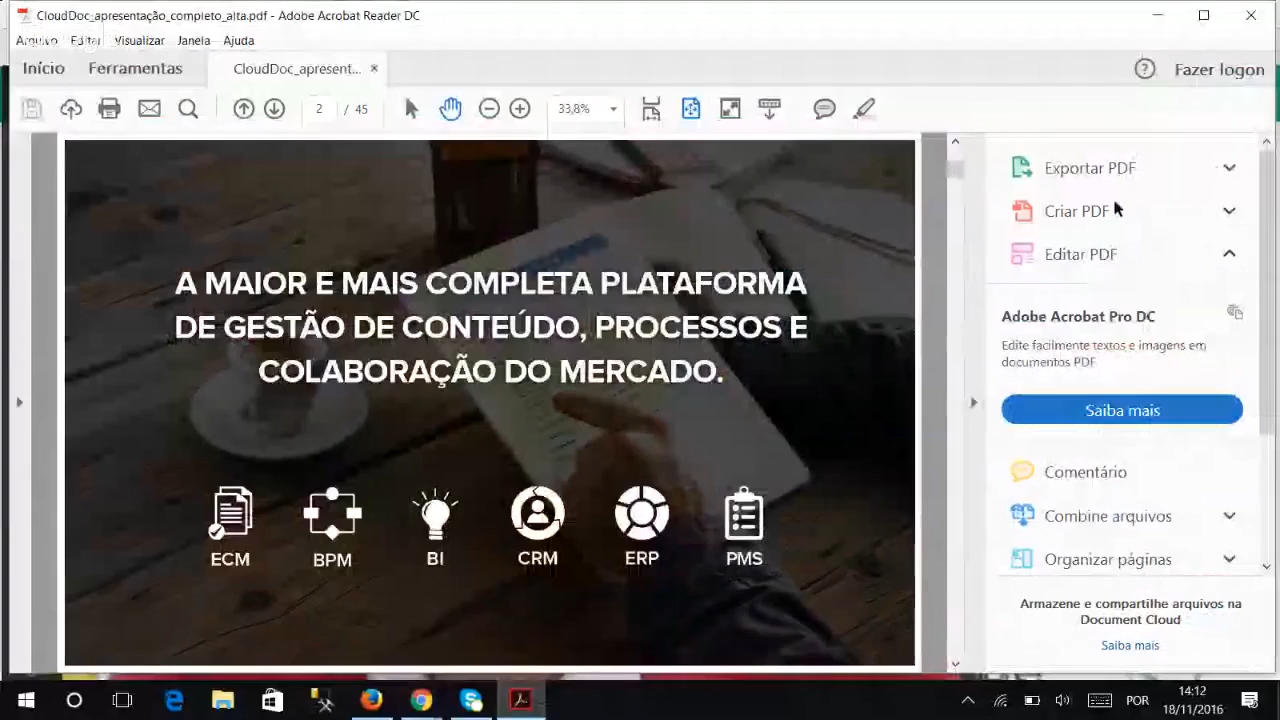 CloudDoc_apresentação_completo_alta.pdf - Adobe Acrobat Reader DC
Arquivo Editar Visualizar Janela Ajuda
Início Ferramentas CloudDoc_apresent... × Fazer logon
2 / 45 33,8%
A MAIOR E MAIS COMPLETA PLATAFORMA
DE GESTÃO DE CONTEÚDO, PROCESSOS E
COLABORAÇÃO DO MERCADO.
ECM BPM BI CRM ERP PMS
Exportar PDF
Criar PDF
Editar PDF
Adobe Acrobat Pro DC
Edite facilmente textos e imagens em
documentos PDF
Saiba mais
Comentário
Combine arquivos
Organizar páginas
Armazene e compartilhe arquivos na
Document Cloud
Saiba mais
POR
14:12
18/11/2016